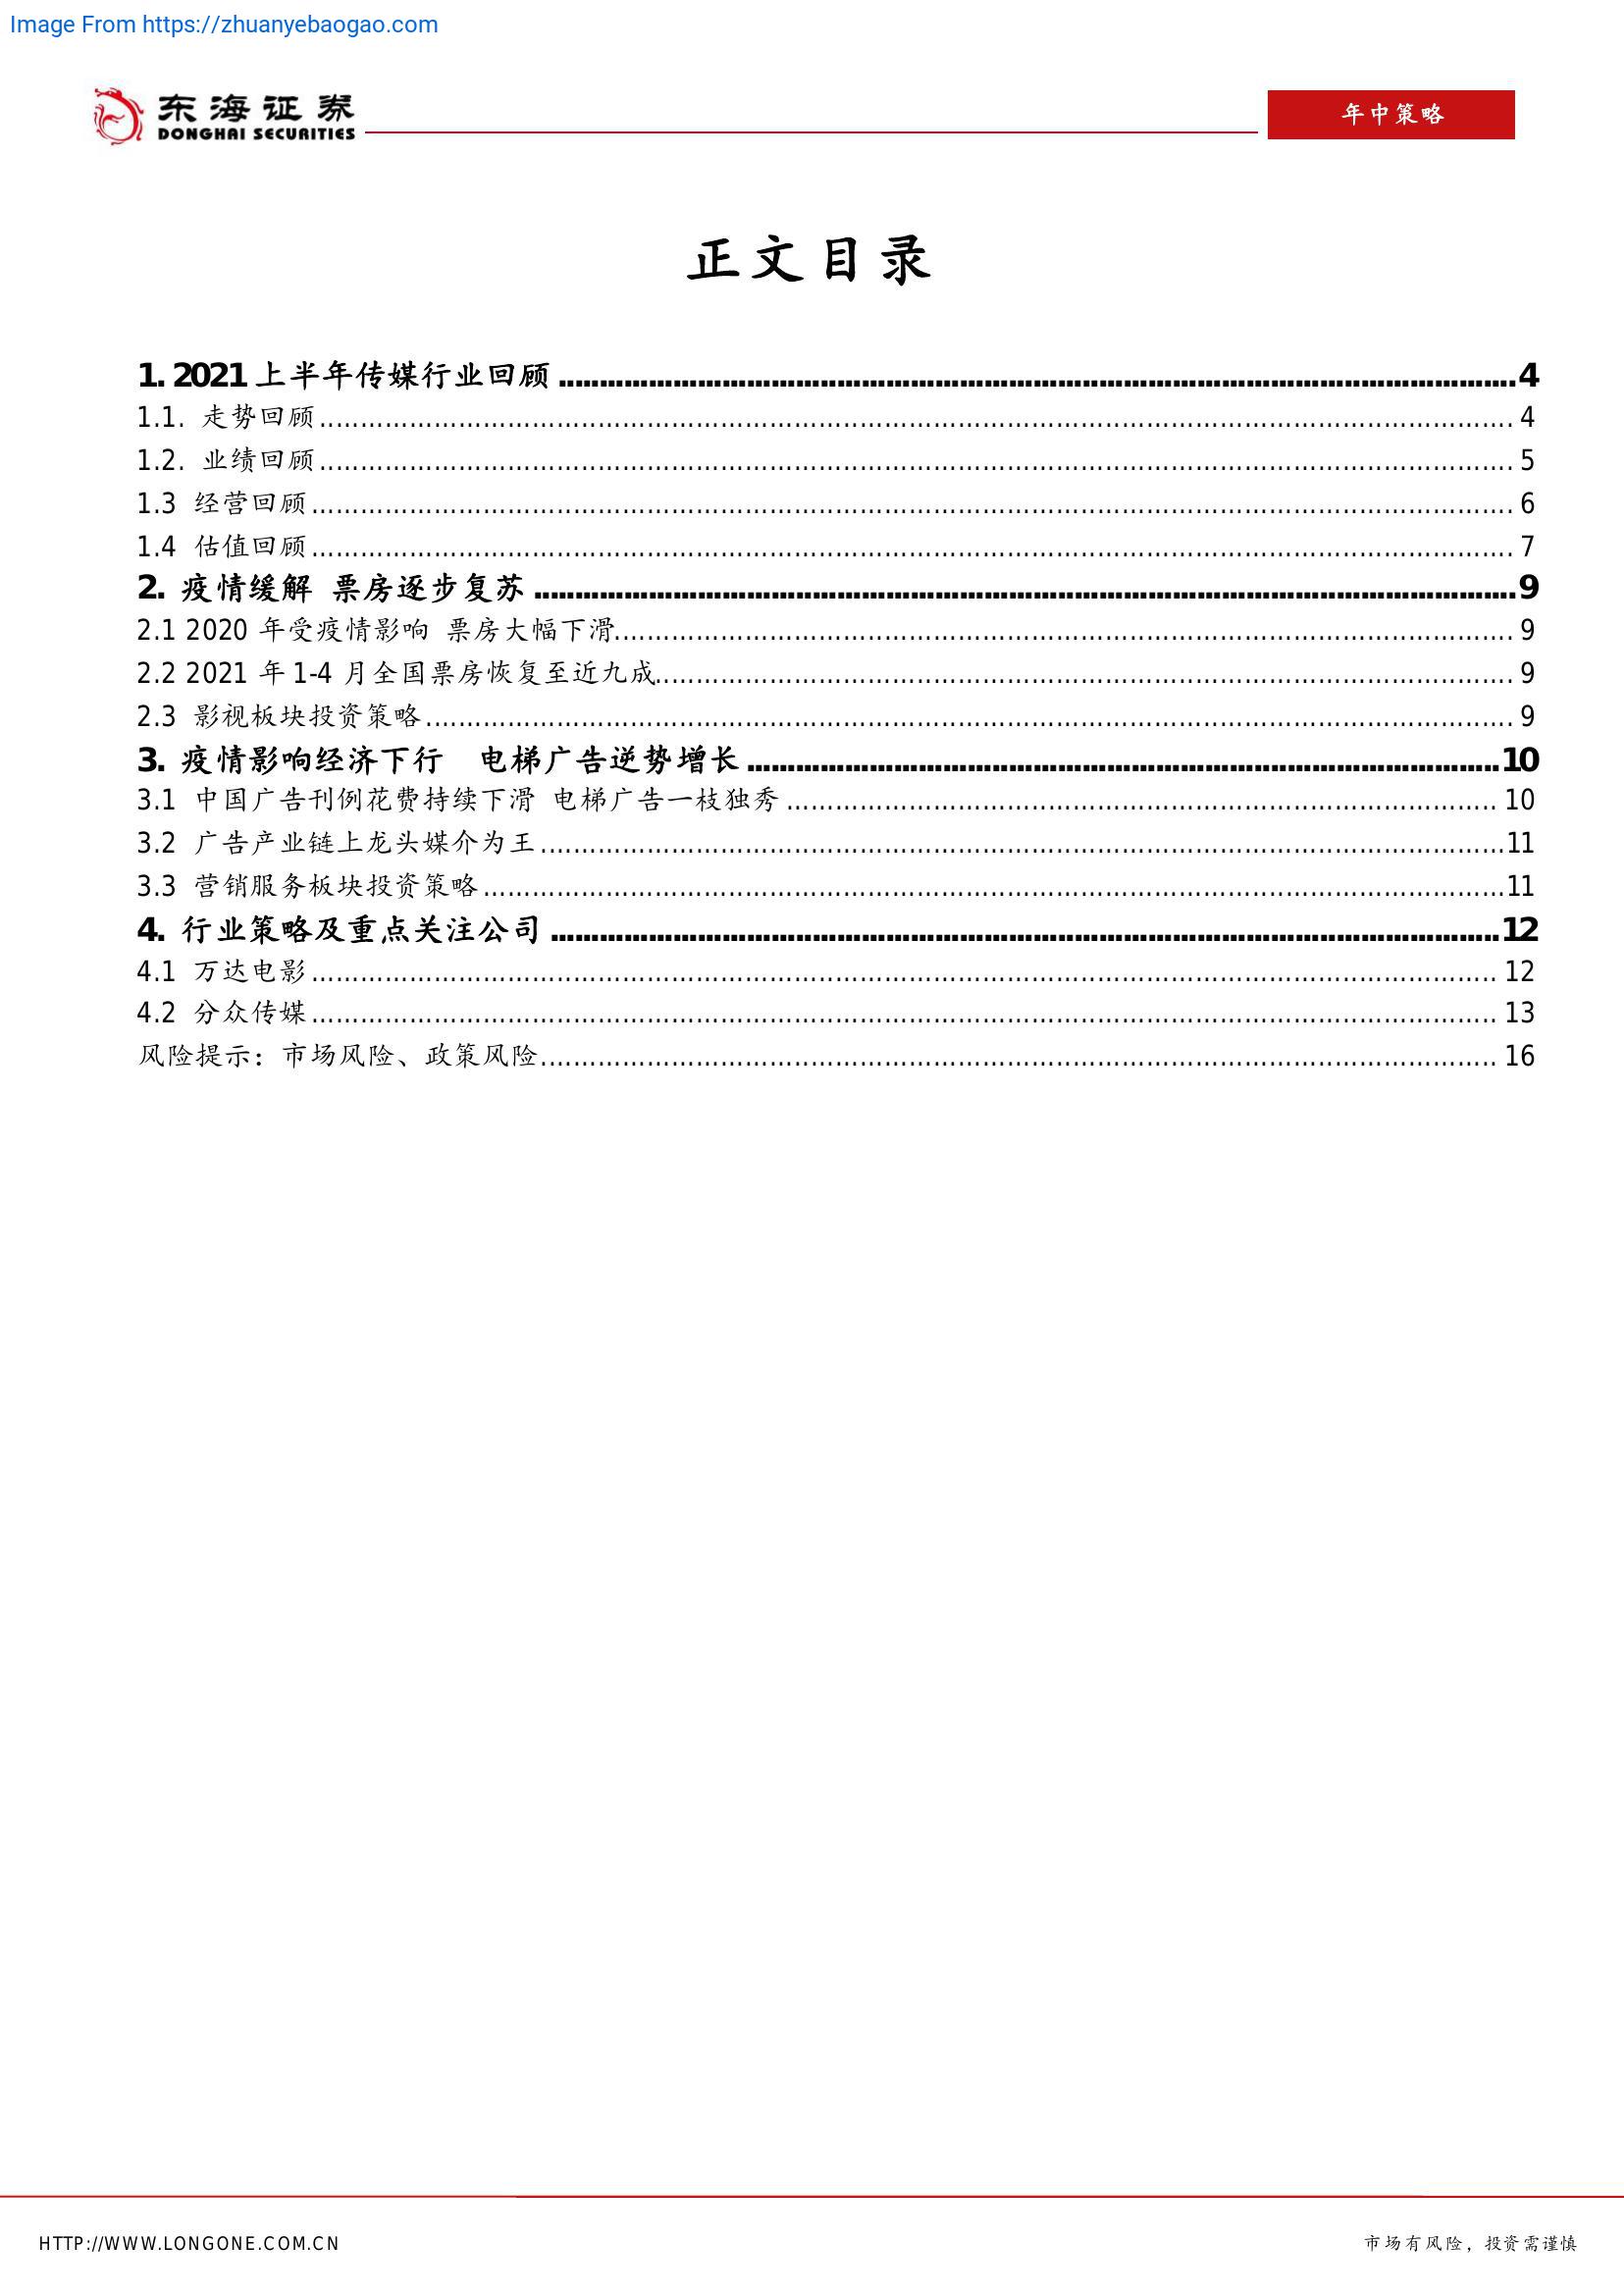 Image From https://zhuanyebaogao.com
东海证券
DONGHAI SECURITIES
年中策略
正文目录
1. 2021 上半年传媒行业回顾 4
1.1. 走势回顾 4
1.2. 业绩回顾 5
1.3 经营回顾 6
1.4 估值回顾 7
2. 疫情缓解 票房逐步复苏 9
2.1 2020 年受疫情影响 票房大幅下滑 9
2.2 2021 年 1-4 月全国票房恢复至近九成 9
2.3 影视板块投资策略 9
3. 疫情影响经济下行 电梯广告逆势增长 10
3.1 中国广告刊例花费持续下滑 电梯广告一枝独秀 10
3.2 广告产业链上龙头媒介为王 11
3.3 营销服务板块投资策略 11
4. 行业策略及重点关注公司 12
4.1 万达电影 12
4.2 分众传媒 13
风险提示：市场风险、政策风险 16
HTTP://WWW.LONGONE.COM.CN
市场有风险，投资需谨慎